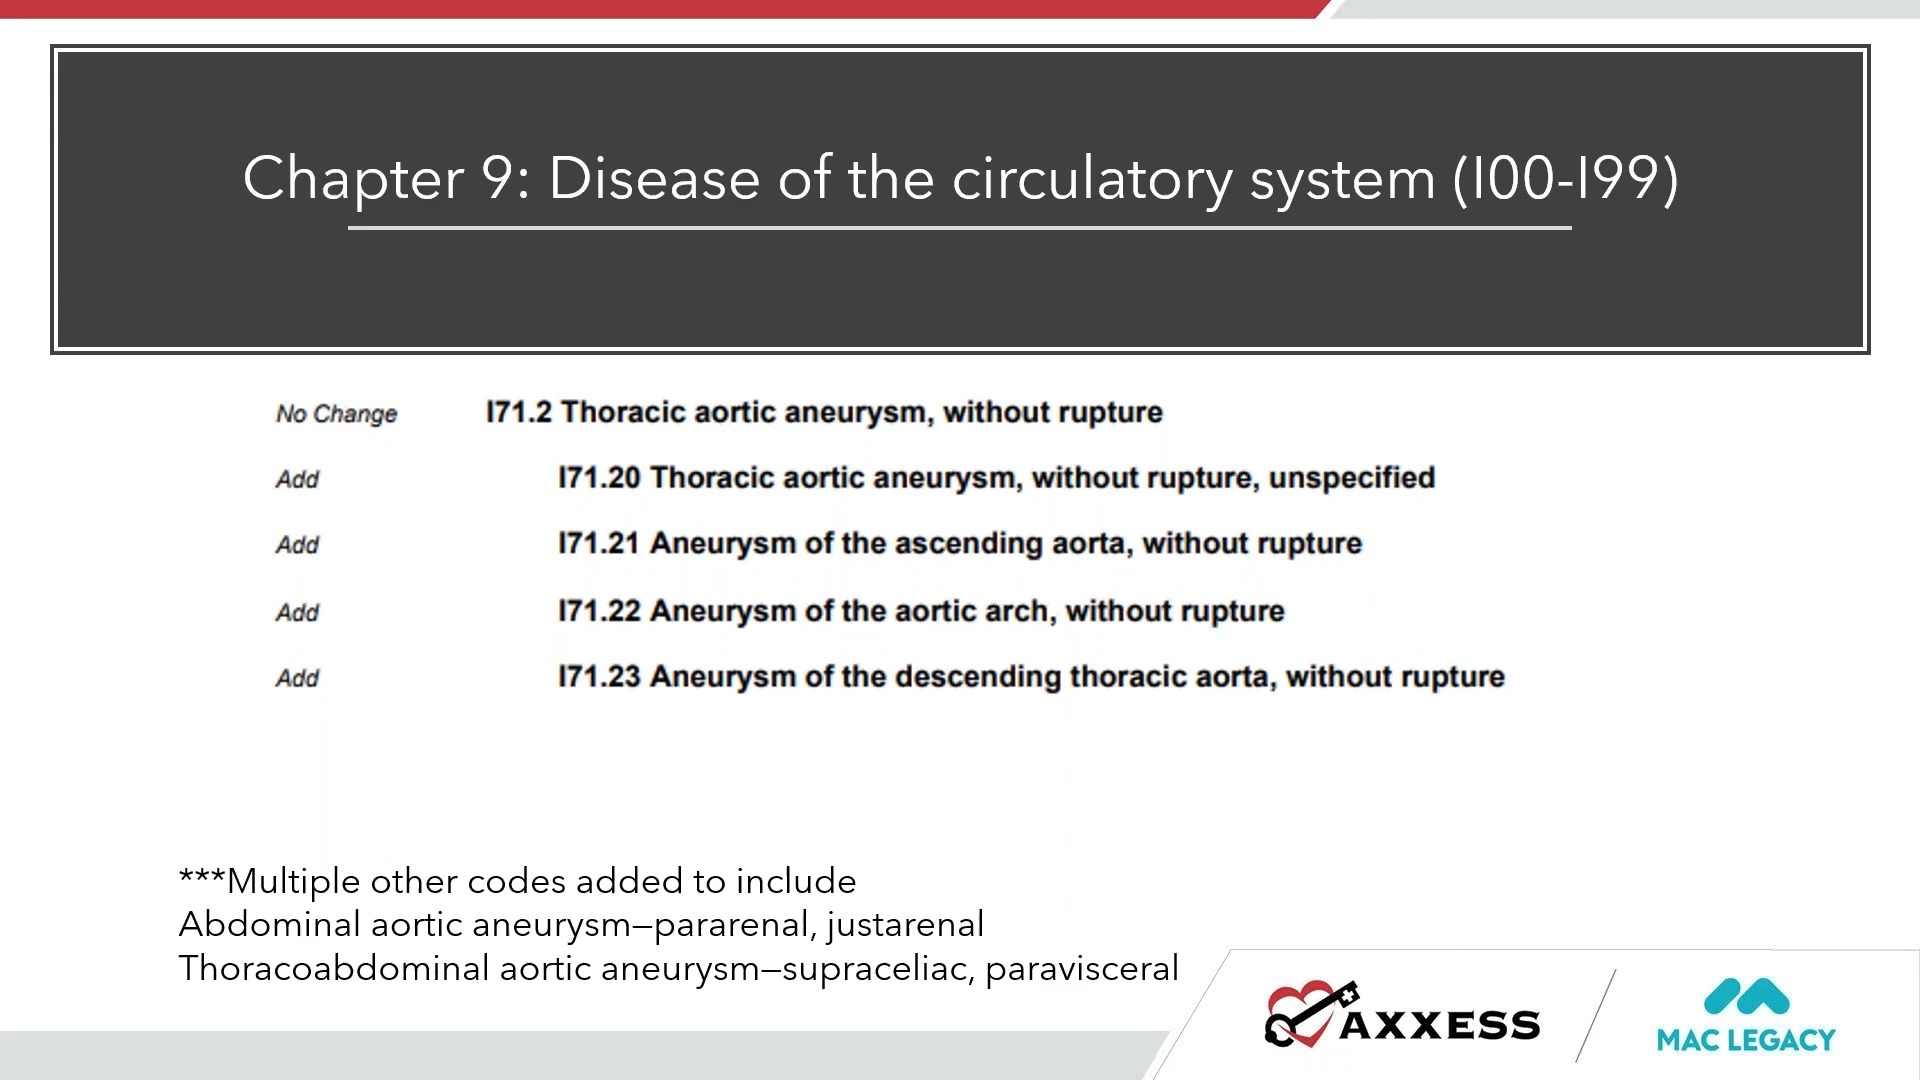 Chapter 9: Disease of the circulatory system (I00-I99)
No Change I71.2 Thoracic aortic aneurysm, without rupture
Add I71.20 Thoracic aortic aneurysm, without rupture, unspecified
Add I71.21 Aneurysm of the ascending aorta, without rupture
Add I71.22 Aneurysm of the aortic arch, without rupture
Add I71.23 Aneurysm of the descending thoracic aorta, without rupture
***Multiple other codes added to include
Abdominal aortic aneurysm—pararenal, justarenal
Thoracoabdominal aortic aneurysm—supraceliac, paravisceral
AXXESS
MAC LEGACY